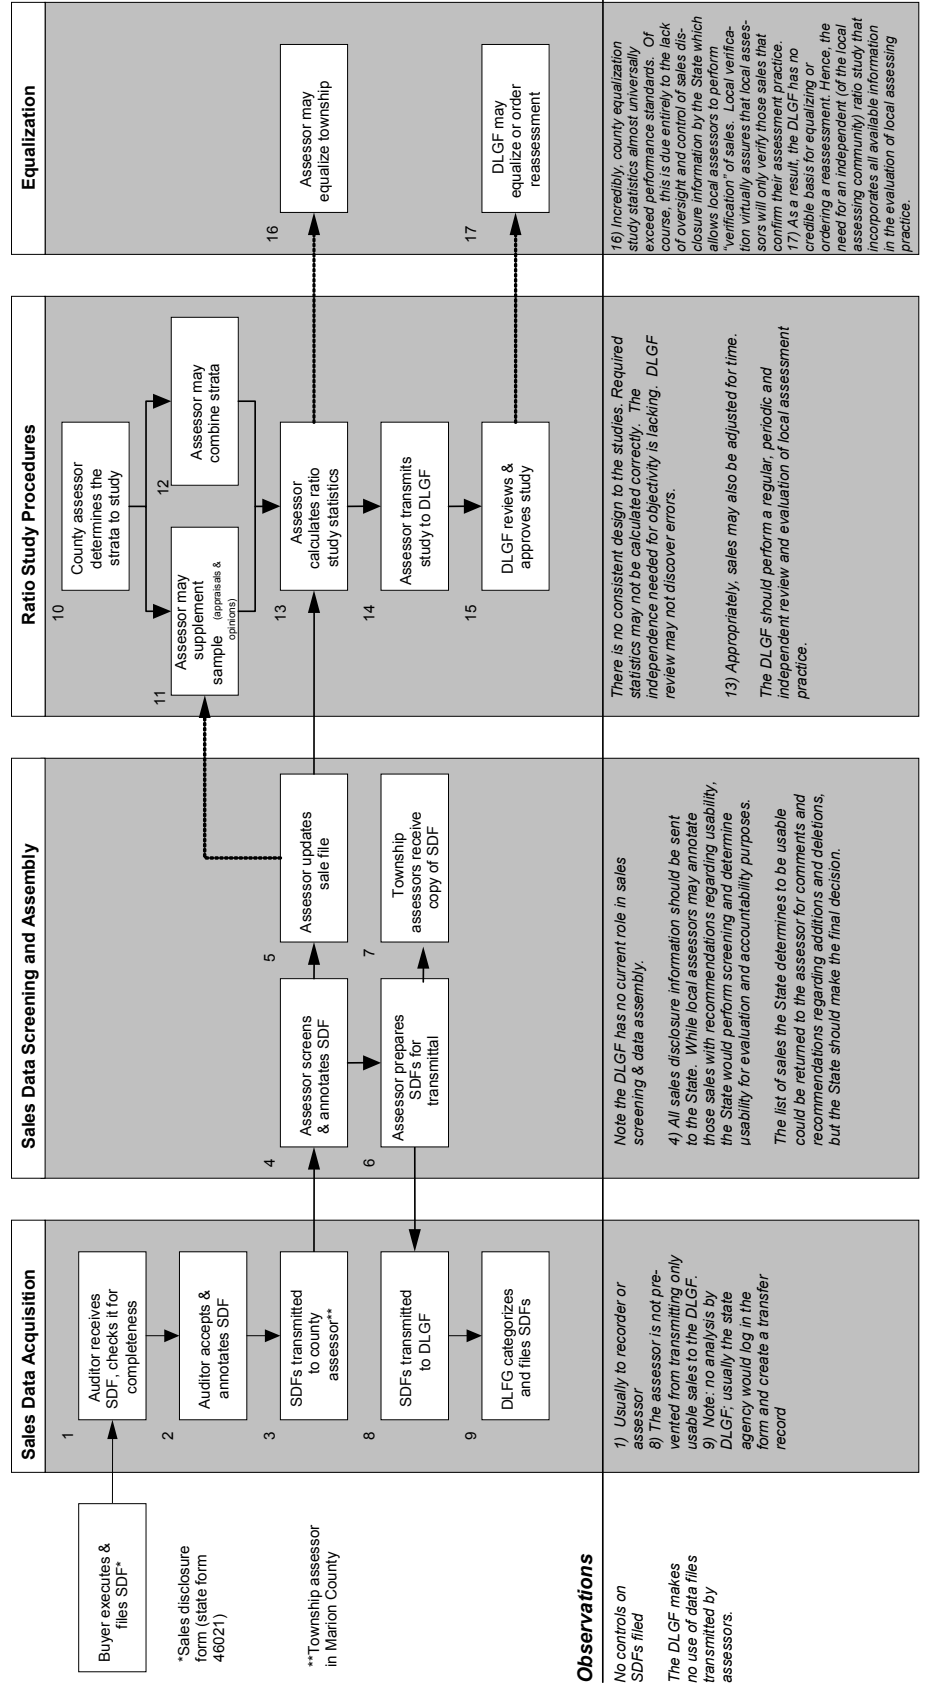 Buyer executes &
files SDF*
*Sales disclosure
form (state form
46021)
**Township assessor
in Marion County
Sales Data Acquisition
1
Auditor receives
SDF, checks it for
completeness
2
Auditor accepts &
annotates SDF
3
SDFs transmitted
to county
assessor**
8
SDFs transmitted
to DLGF
9
DLFG categorizes
and files SDFs
Sales Data Screening and Assembly
4
Assessor screens
& annotates SDF
5
Assessor updates
sale file
6
Assessor prepares
SDFs for
transmittal
7
Township
assessors receive
copy of SDF
Ratio Study Procedures
10
County assessor
determines the
strata to study
11
Assessor may
supplement
sample (appraisals &
opinions)
12
Assessor may
combine strata
13
Assessor
calculates ratio
study statistics
14
Assessor transmits
study to DLGF
15
DLGF reviews &
approves study
Equalization
16
Assessor may
equalize township
17
DLGF may
equalize or order
reassessment
Observations
No controls on
SDFs filed
The DLGF makes
no use of data files
transmitted by
assessors.
1) Usually to recorder or
assessor
8) The assessor is not pre-
vented from transmitting only
usable sales to the DLGF.
9) Note: no analysis by
DLGF; usually the state
agency would log in the
form and create a transfer
record
Note the DLGF has no current role in sales
screening & data assembly.
4) All sales disclosure information should be sent
to the State. While local assessors may annotate
those sales with recommendations regarding usability,
the State would perform screening and determine
usability for evaluation and accountability purposes.
The list of sales the State determines to be usable
could be returned to the assessor for comments and
recommendations regarding additions and deletions,
but the State should make the final decision.
There is no consistent design to the studies. Required
statistics may not be calculated correctly. The
independence needed for objectivity is lacking. DLGF
review may not discover errors.
13) Appropriately, sales may also be adjusted for time.
The DLGF should perform a regular, periodic and
independent review and evaluation of local assessment
practice.
16) Incredibly, county equalization
study statistics almost universally
exceed performance standards. Of
course, this is due entirely to the lack
of oversight and control of sales dis-
closure information by the State which
allows local assessors to perform
"verification" of sales. Local verifica-
tion virtually assures that local asses-
sors will only verify those sales that
confirm their assessment practice.
17) As a result, the DLGF has no
credible basis for equalizing or
ordering a reassessment. Hence, the
need for an independent (of the local
assessing community) ratio study that
incorporates all available information
in the evaluation of local assessing
practice.